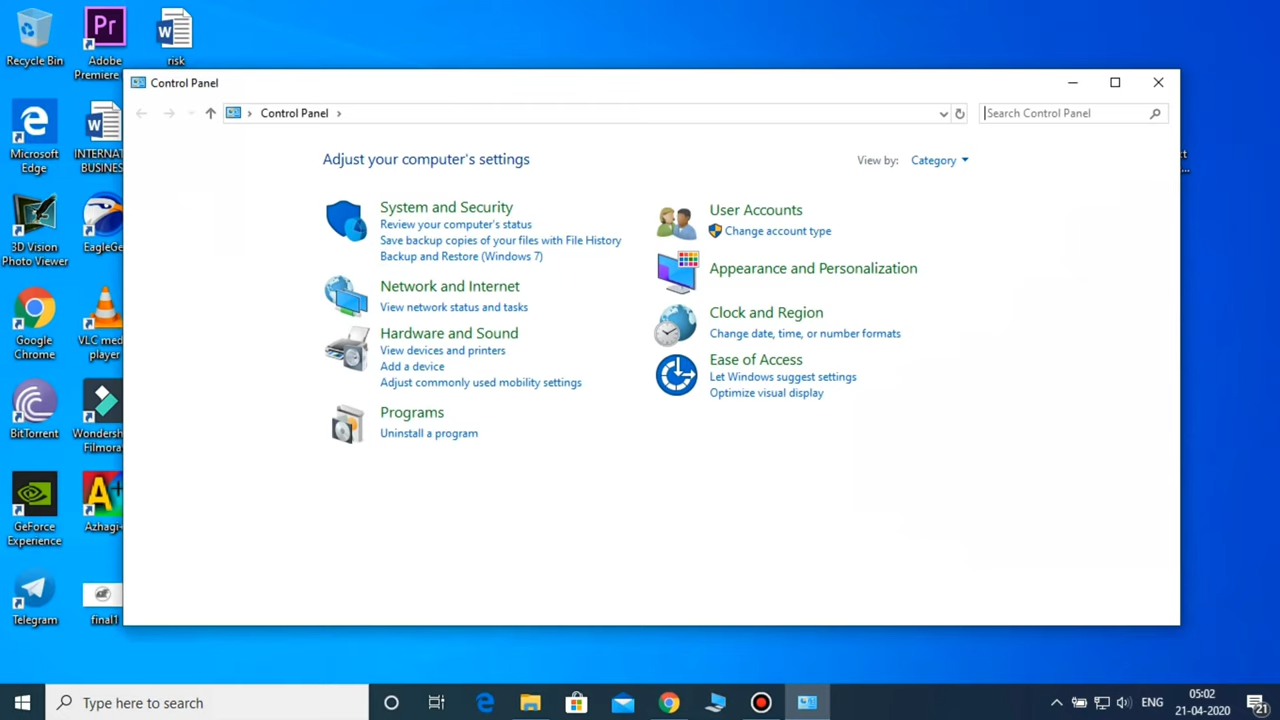 Recycle Bin
Adobe
Premiere
risk
Microsoft
Edge
INTERNAT
BUSINES
3D Vision
Photo Viewer
EagleGe
Google
Chrome
VLC med
player
BitTorrent
Wondersh
Filmora
GeForce
Experience
Azhagi+
Telegram
final1
Pr
Control Panel
Control Panel
Search Control Panel
Adjust your computer's settings
View by: Category
System and Security
Review your computer's status
Save backup copies of your files with File History
Backup and Restore (Windows 7)
Network and Internet
View network status and tasks
Hardware and Sound
View devices and printers
Add a device
Adjust commonly used mobility settings
Programs
Uninstall a program
User Accounts
Change account type
Appearance and Personalization
Clock and Region
Change date, time, or number formats
Ease of Access
Let Windows suggest settings
Optimize visual display
Type here to search
ENG
05:02
21-04-2020
21